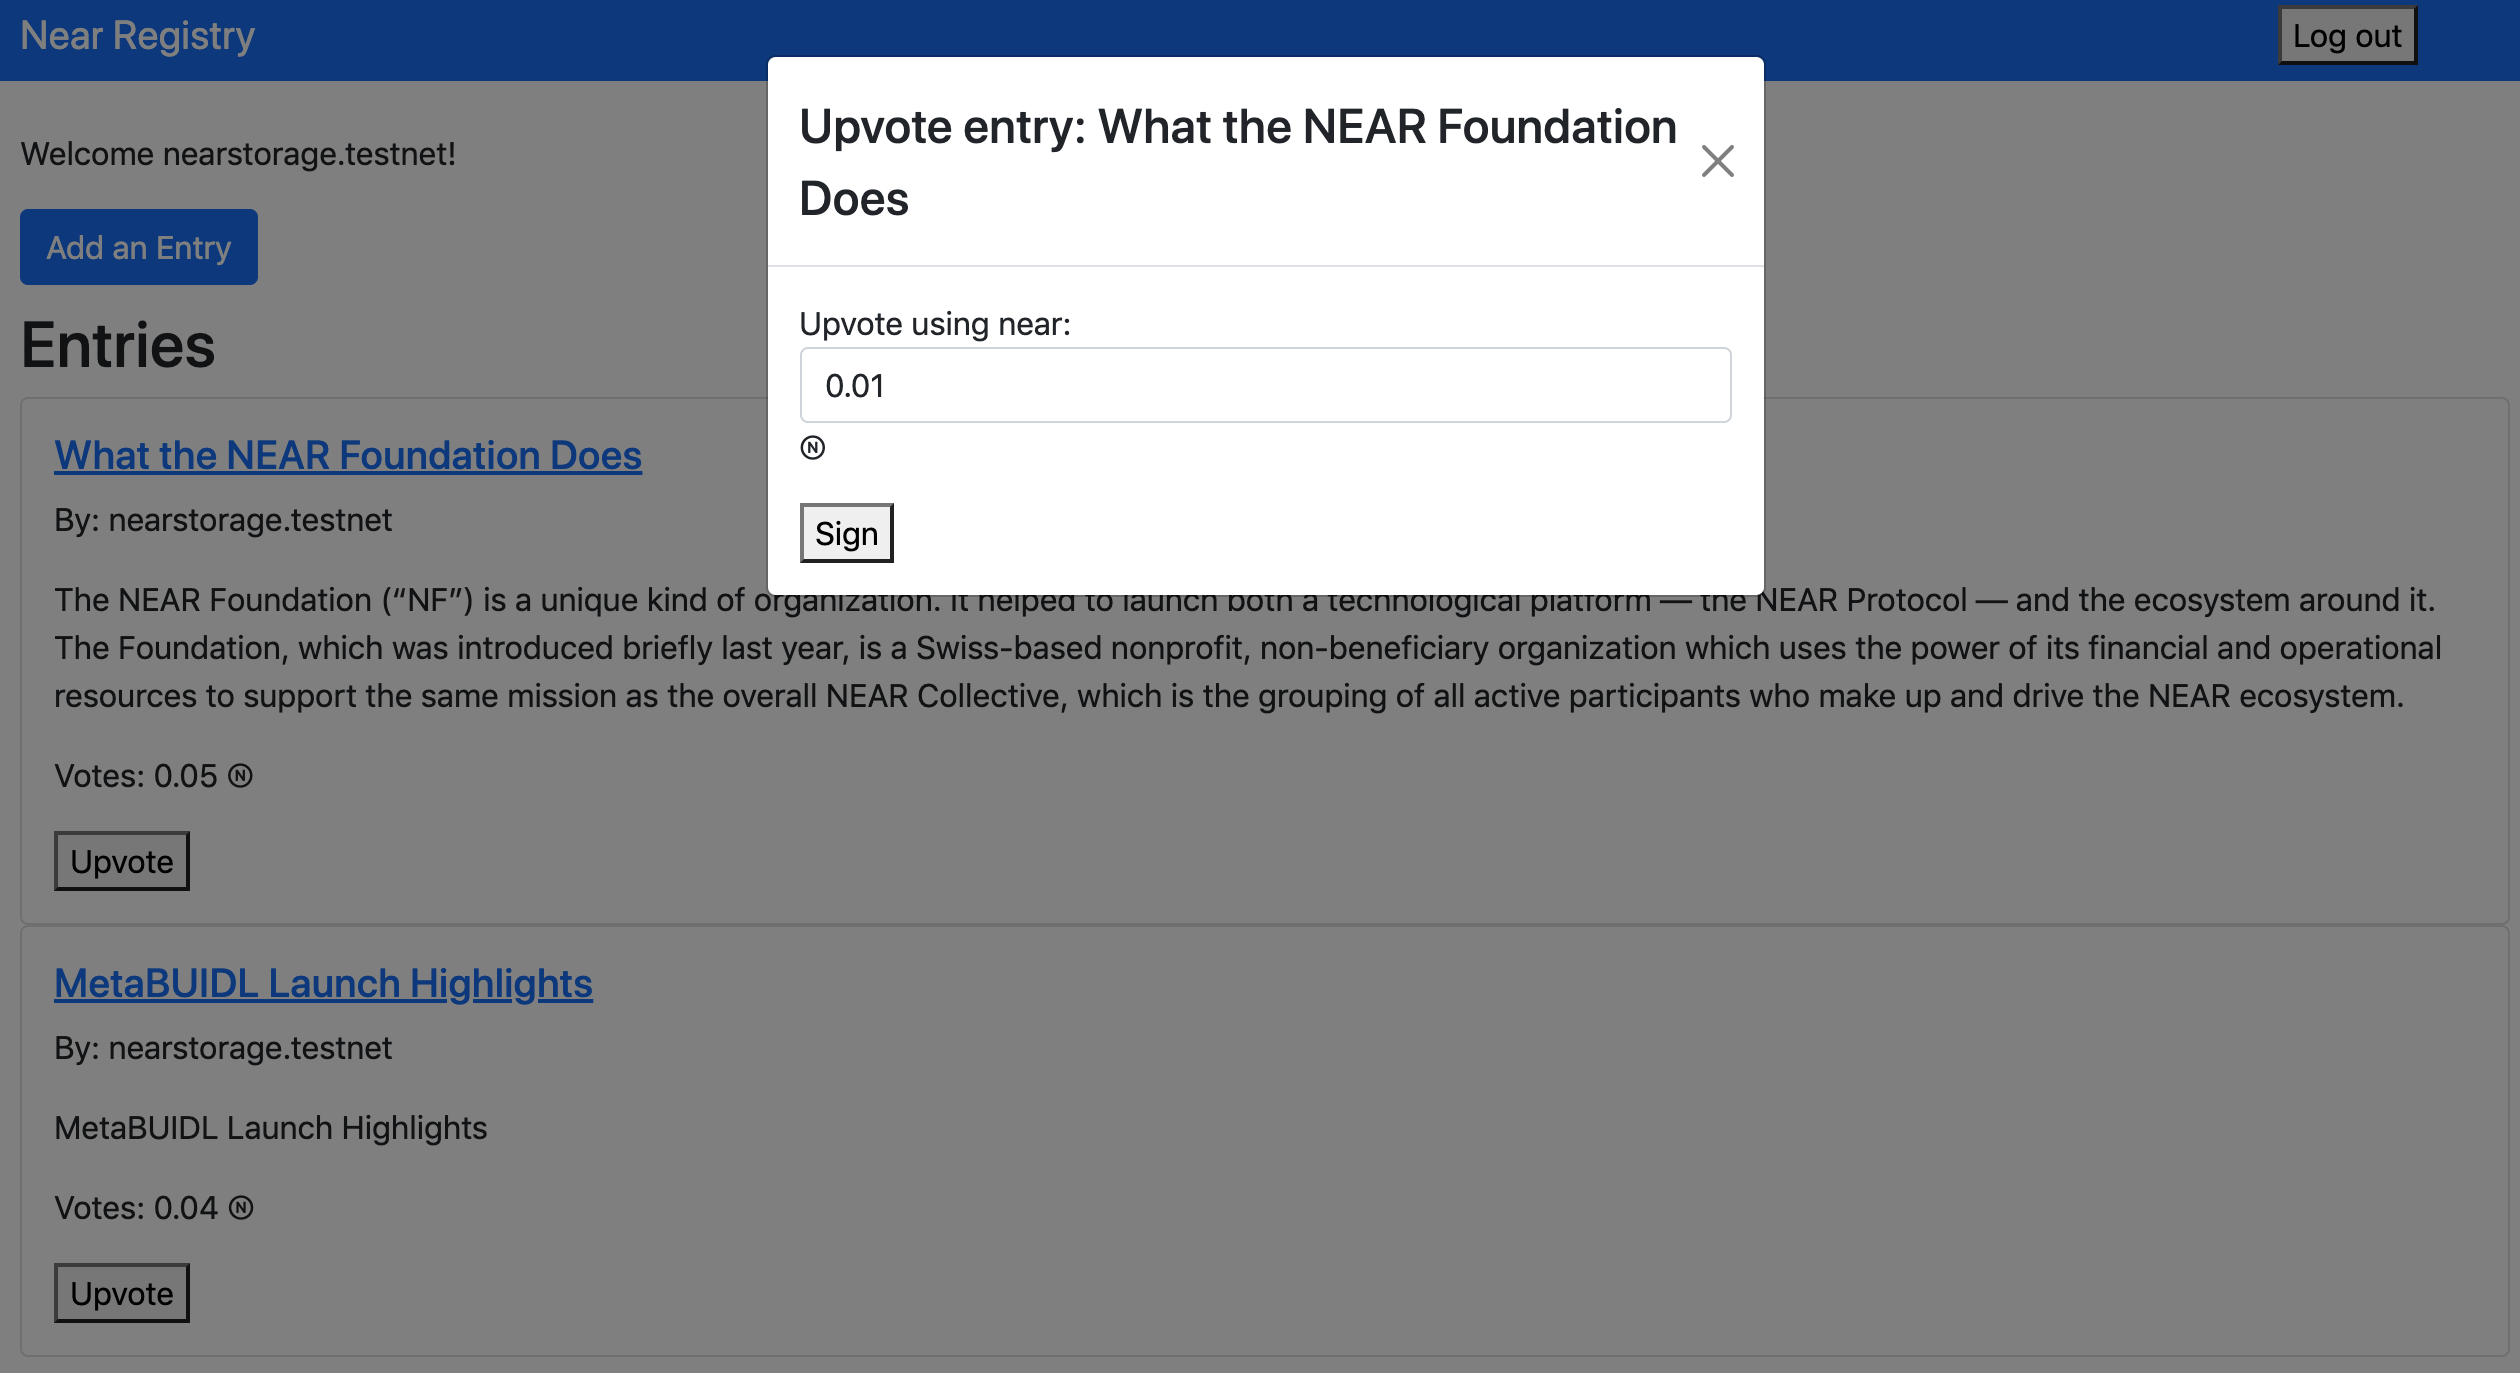 Near Registry
Log out
Welcome nearstorage.testnet!
Add an Entry
Entries
Upvote entry: What the NEAR Foundation
Does
Upvote using near:
0.01
Ⓝ
Sign
What the NEAR Foundation Does
By: nearstorage.testnet
The NEAR Foundation (“NF”) is a unique kind of organization. It helped to launch both a technological platform — the NEAR Protocol — and the ecosystem around it.
The Foundation, which was introduced briefly last year, is a Swiss-based nonprofit, non-beneficiary organization which uses the power of its financial and operational
resources to support the same mission as the overall NEAR Collective, which is the grouping of all active participants who make up and drive the NEAR ecosystem.
Votes: 0.05 Ⓝ
Upvote
MetaBUIDL Launch Highlights
By: nearstorage.testnet
MetaBUIDL Launch Highlights
Votes: 0.04 Ⓝ
Upvote